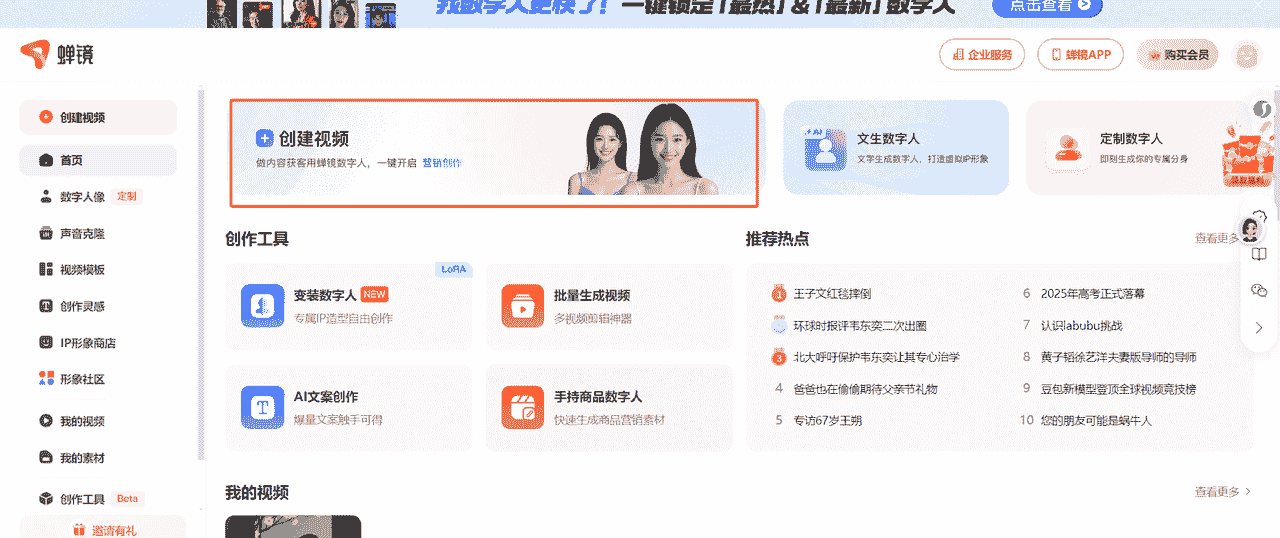 我数字人更快了！一键锁定「最热」&「最新」数字人
点击查看
蝉镜
企业服务
蝉镜APP
购买会员
创建视频
首页
数字人像 定制
声音克隆
视频模板
创作灵感
IP形象商店
形象社区
我的视频
我的素材
创作工具 Beta
邀请有礼
创建视频
做内容获客用蝉镜数字人，一键开启 营销创作
+AI
文生数字人
文字生成数字人，打造虚拟IP形象
定制数字人
即刻生成你的专属分身
创作工具
LoRA
变装数字人 NEW
专属IP造型自由创作
批量生成视频
多视频剪辑神器
AI文案创作
爆量文案触手可得
手持商品数字人
快速生成商品营销素材
推荐热点
查看更多
1 王子文红毯摔倒
环球时报评韦东奕二次出圈
3 北大呼吁保护韦东奕让其专心治学
4 爸爸也在偷偷期待父亲节礼物
5 专访67岁王朔
6 2025年高考正式落幕
7 认识labubu挑战
8 黄子韬徐艺洋夫妻版导师的导师
9 豆包新模型登顶全球视频竞技榜
10 您的朋友可能是蜗牛人
我的视频
查看更多